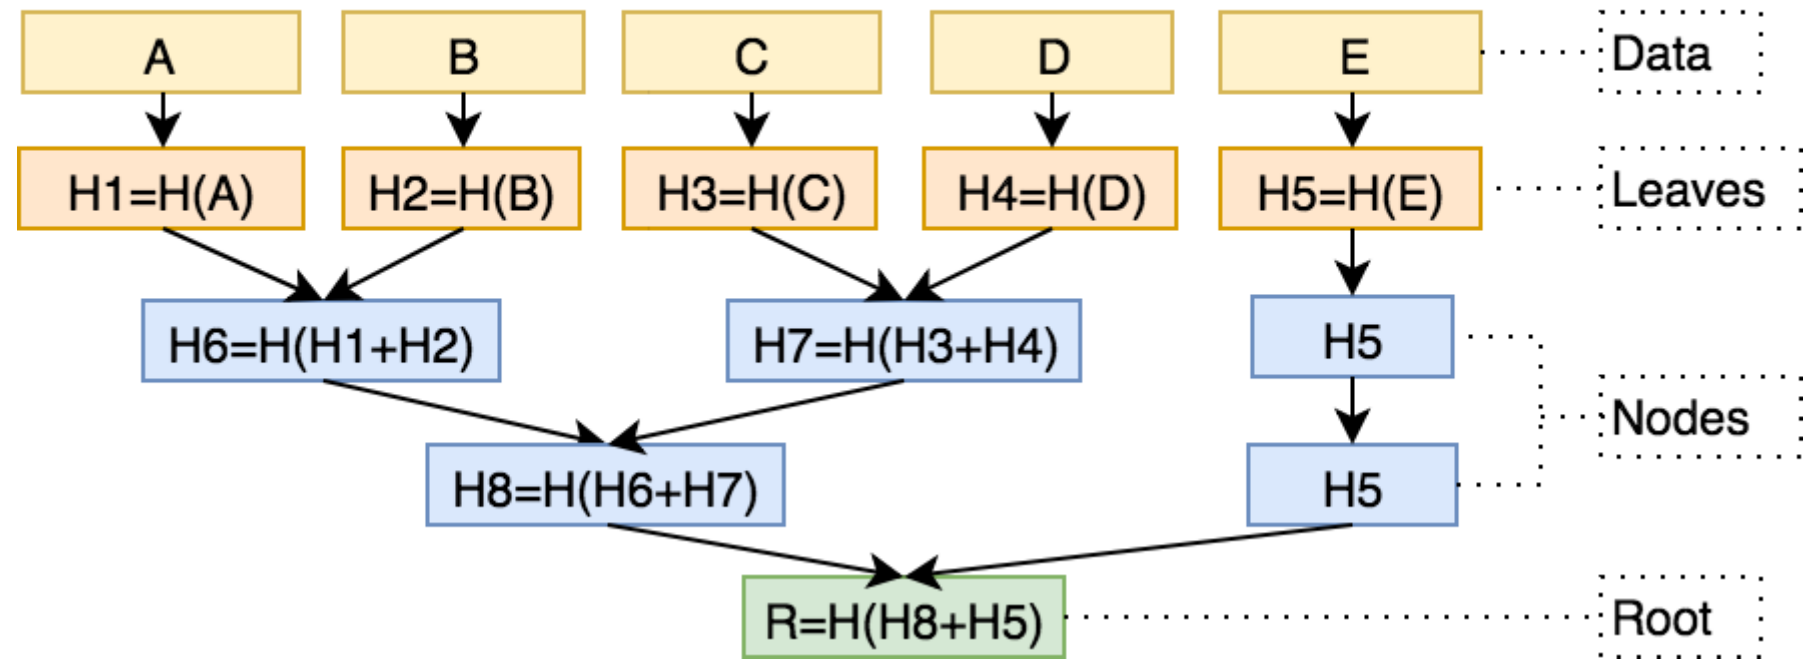 A
B
C
D
E
Data
H1=H(A)
H2=H(B)
H3=H(C)
H4=H(D)
H5=H(E)
Leaves
H6=H(H1+H2)
H7=H(H3+H4)
H5
Nodes
H8=H(H6+H7)
H5
R=H(H8+H5)
Root